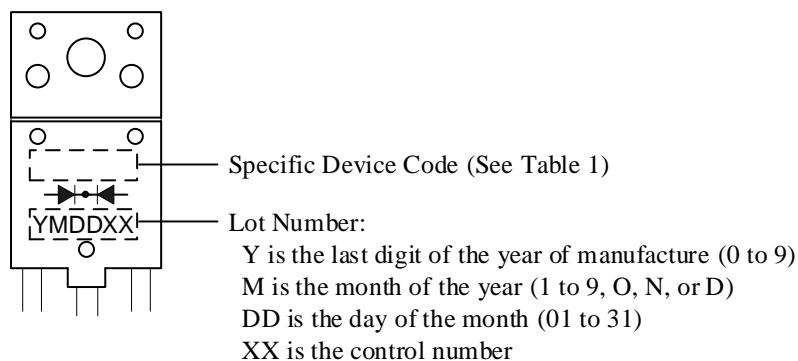 Specific Device Code (See Table 1)
YMDDXX
Lot Number:
Y is the last digit of the year of manufacture (0 to 9)
M is the month of the year (1 to 9, O, N, or D)
DD is the day of the month (01 to 31)
XX is the control number